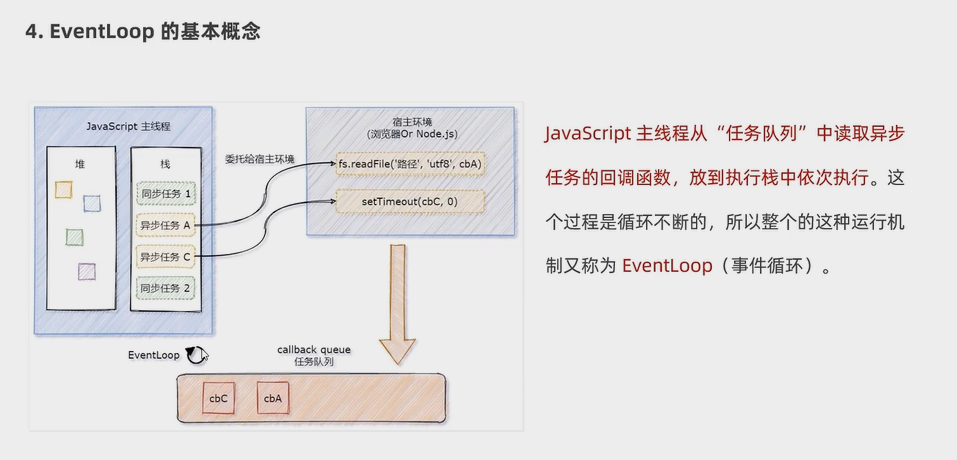 4. EventLoop 的基本概念
JavaScript 主线程
堆
栈
同步任务 1
异步任务 A
异步任务 C
同步任务 2
委托给宿主环境
宿主环境
(浏览器Or Node.js)
fs.readFile('路径', 'utf8', cbA)
setTimeout(cbC, 0)
EventLoop
callback queue
任务队列
cbC
cbA
JavaScript 主线程从“任务队列”中读取异步
任务的回调函数，放到执行栈中依次执行。这
个过程是循环不断的，所以整个的这种运行机
制又称为 EventLoop（事件循环）。